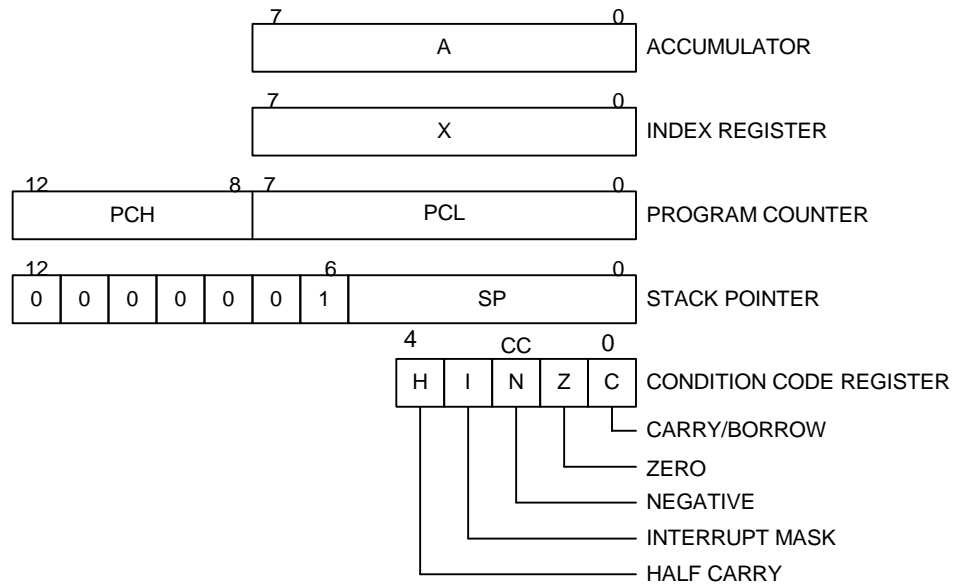 7 0
A ACCUMULATOR
7 0
X INDEX REGISTER
12 8 7 0
PCH PCL PROGRAM COUNTER
12 6 0
0 0 0 0 0 0 1 SP STACK POINTER
4 CC 0
H I N Z C CONDITION CODE REGISTER
CARRY/BORROW
ZERO
NEGATIVE
INTERRUPT MASK
HALF CARRY